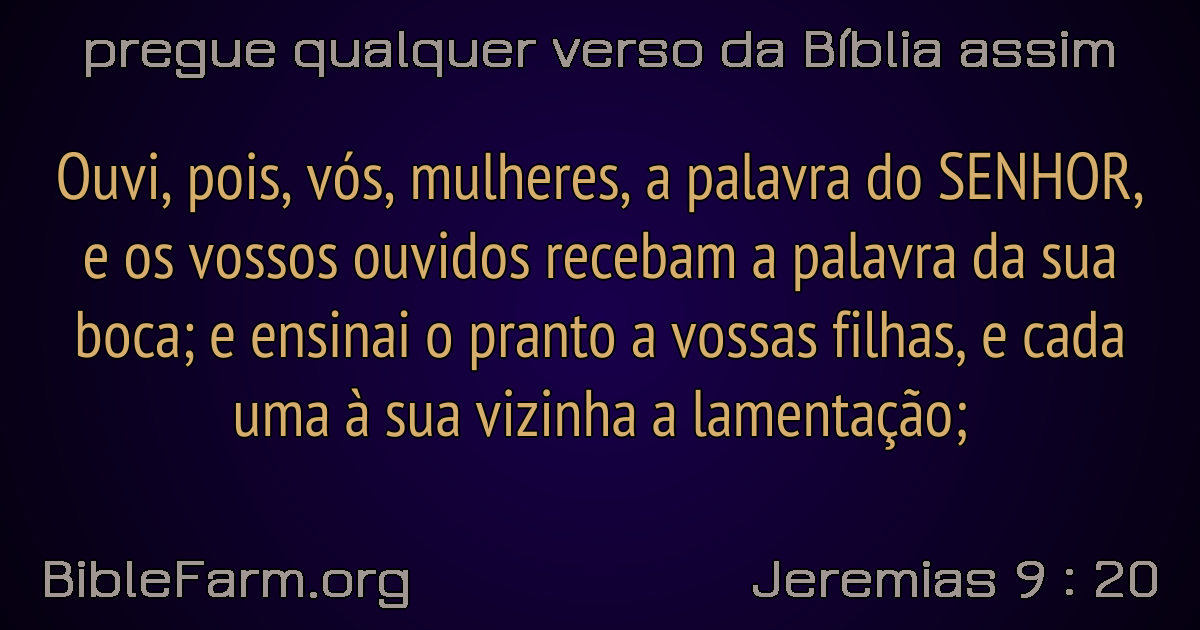 pregue qualquer verso da Bíblia assim
Ouvi, pois, vós, mulheres, a palavra do SENHOR,
e os vossos ouvidos recebam a palavra da sua
boca; e ensinai o pranto a vossas filhas, e cada
uma à sua vizinha a lamentação;
BibleFarm.org
Jeremias 9 : 20